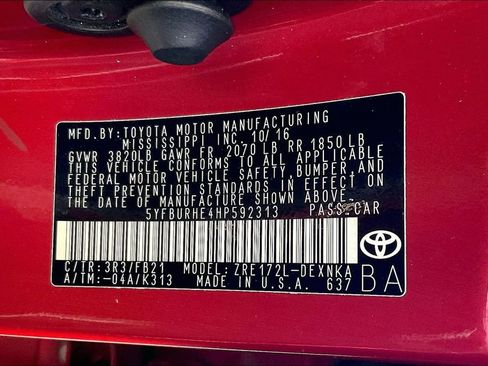 MFD. BY: TOYOTA MOTOR MANUFACTURING
MISSISSIPPI INC. 10/16
GVWR 3820LB GAWR FR 2070 LB RR 1850 LB
THIS VEHICLE CONFORMS TO ALL APPLICABLE
FEDERAL MOTOR VEHICLE SAFETY, BUMPER, AND
THEFT PREVENTION STANDARDS IN EFFECT ON
THE DATE OF MANUFACTURE SHOWN ABOVE.
5YFBURHE4HP592313 PASS. CAR
C/TR: 3R3/FB21 MODEL: ZRE172L-DEXNKA
A/TM: -04A/K313 MADE IN U.S.A. 637
BA